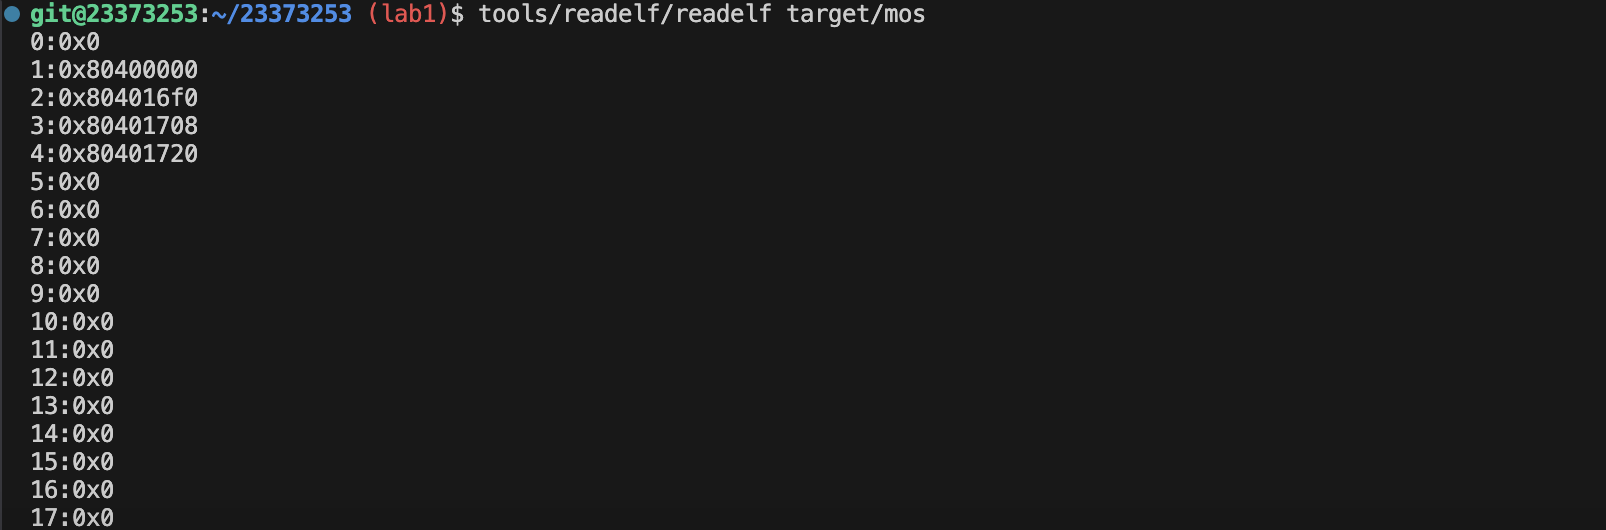 git@23373253:~/23373253 (lab1)$ tools/readelf/readelf target/mos
0:0x0
1:0x80400000
2:0x804016f0
3:0x80401708
4:0x80401720
5:0x0
6:0x0
7:0x0
8:0x0
9:0x0
10:0x0
11:0x0
12:0x0
13:0x0
14:0x0
15:0x0
16:0x0
17:0x0